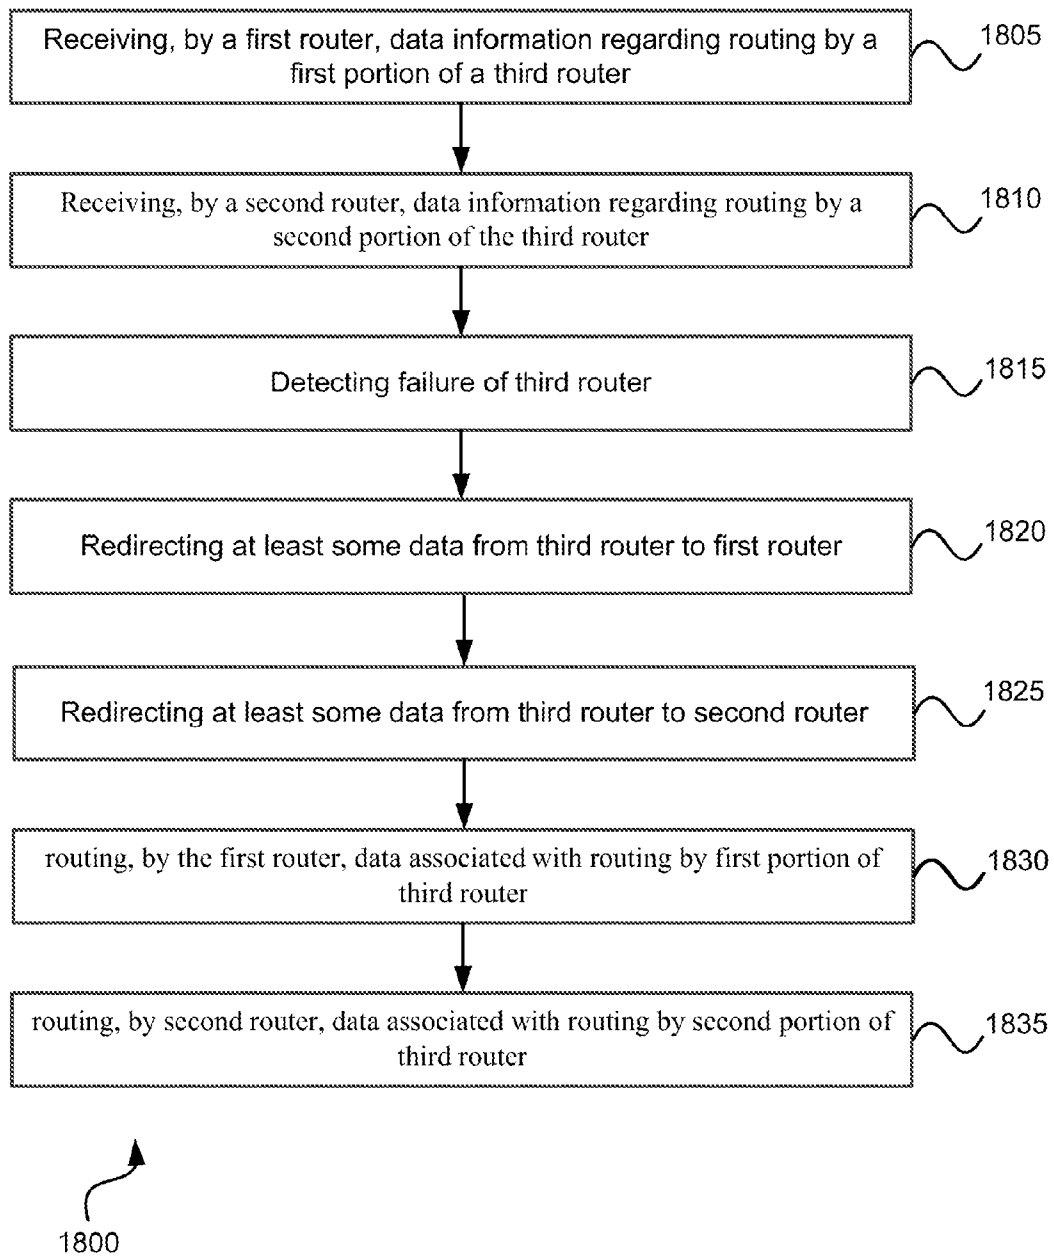 Receiving, by a first router, data information regarding routing by a
first portion of a third router
1805
Receiving, by a second router, data information regarding routing by a
second portion of the third router
1810
Detecting failure of third router
1815
Redirecting at least some data from third router to first router
1820
Redirecting at least some data from third router to second router
1825
routing, by the first router, data associated with routing by first portion of
third router
1830
routing, by second router, data associated with routing by second portion of
third router
1835
1800